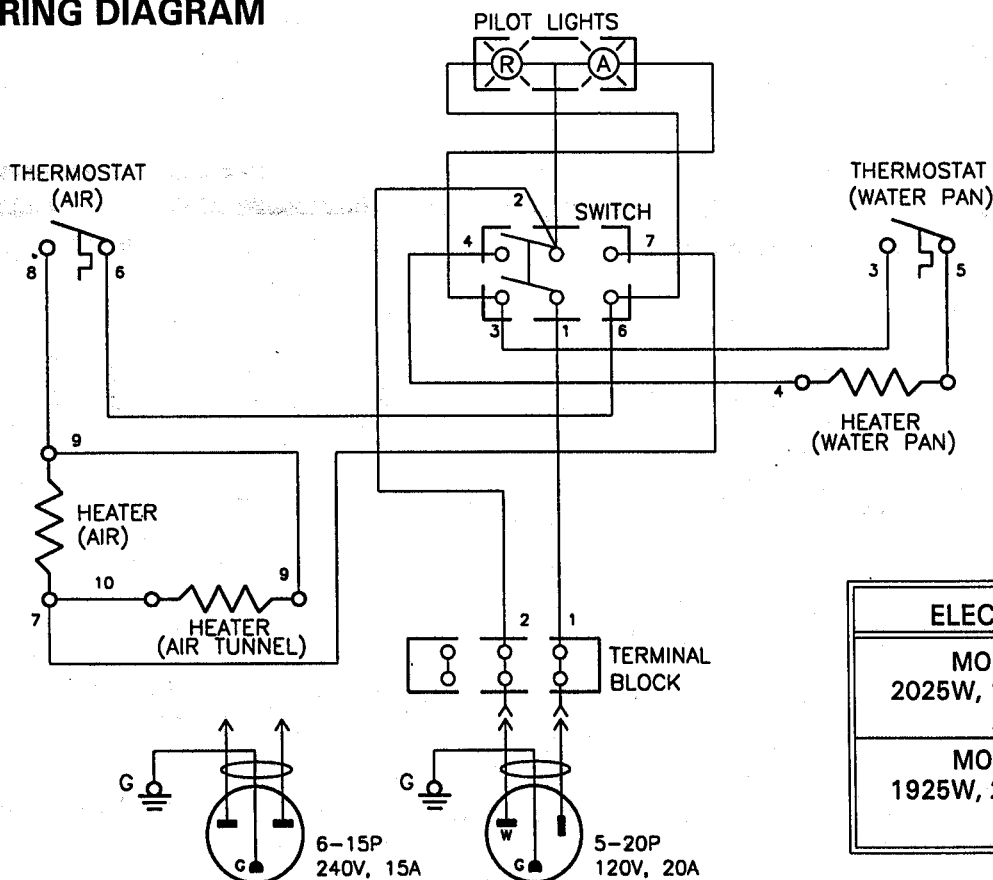 RING DIAGRAM
PILOT LIGHTS
R
A
THERMOSTAT
(AIR)
THERMOSTAT
(WATER PAN)
2
SWITCH
4
7
8
6
3
5
3
1
6
4
HEATER
(WATER PAN)
9
HEATER
(AIR)
10
9
7
HEATER
(AIR TUNNEL)
2
1
TERMINAL
BLOCK
ELEC
MO
2025W,
MO
1925W,
G
G
W
G
6-15P
240V, 15A
G
5-20P
120V, 20A